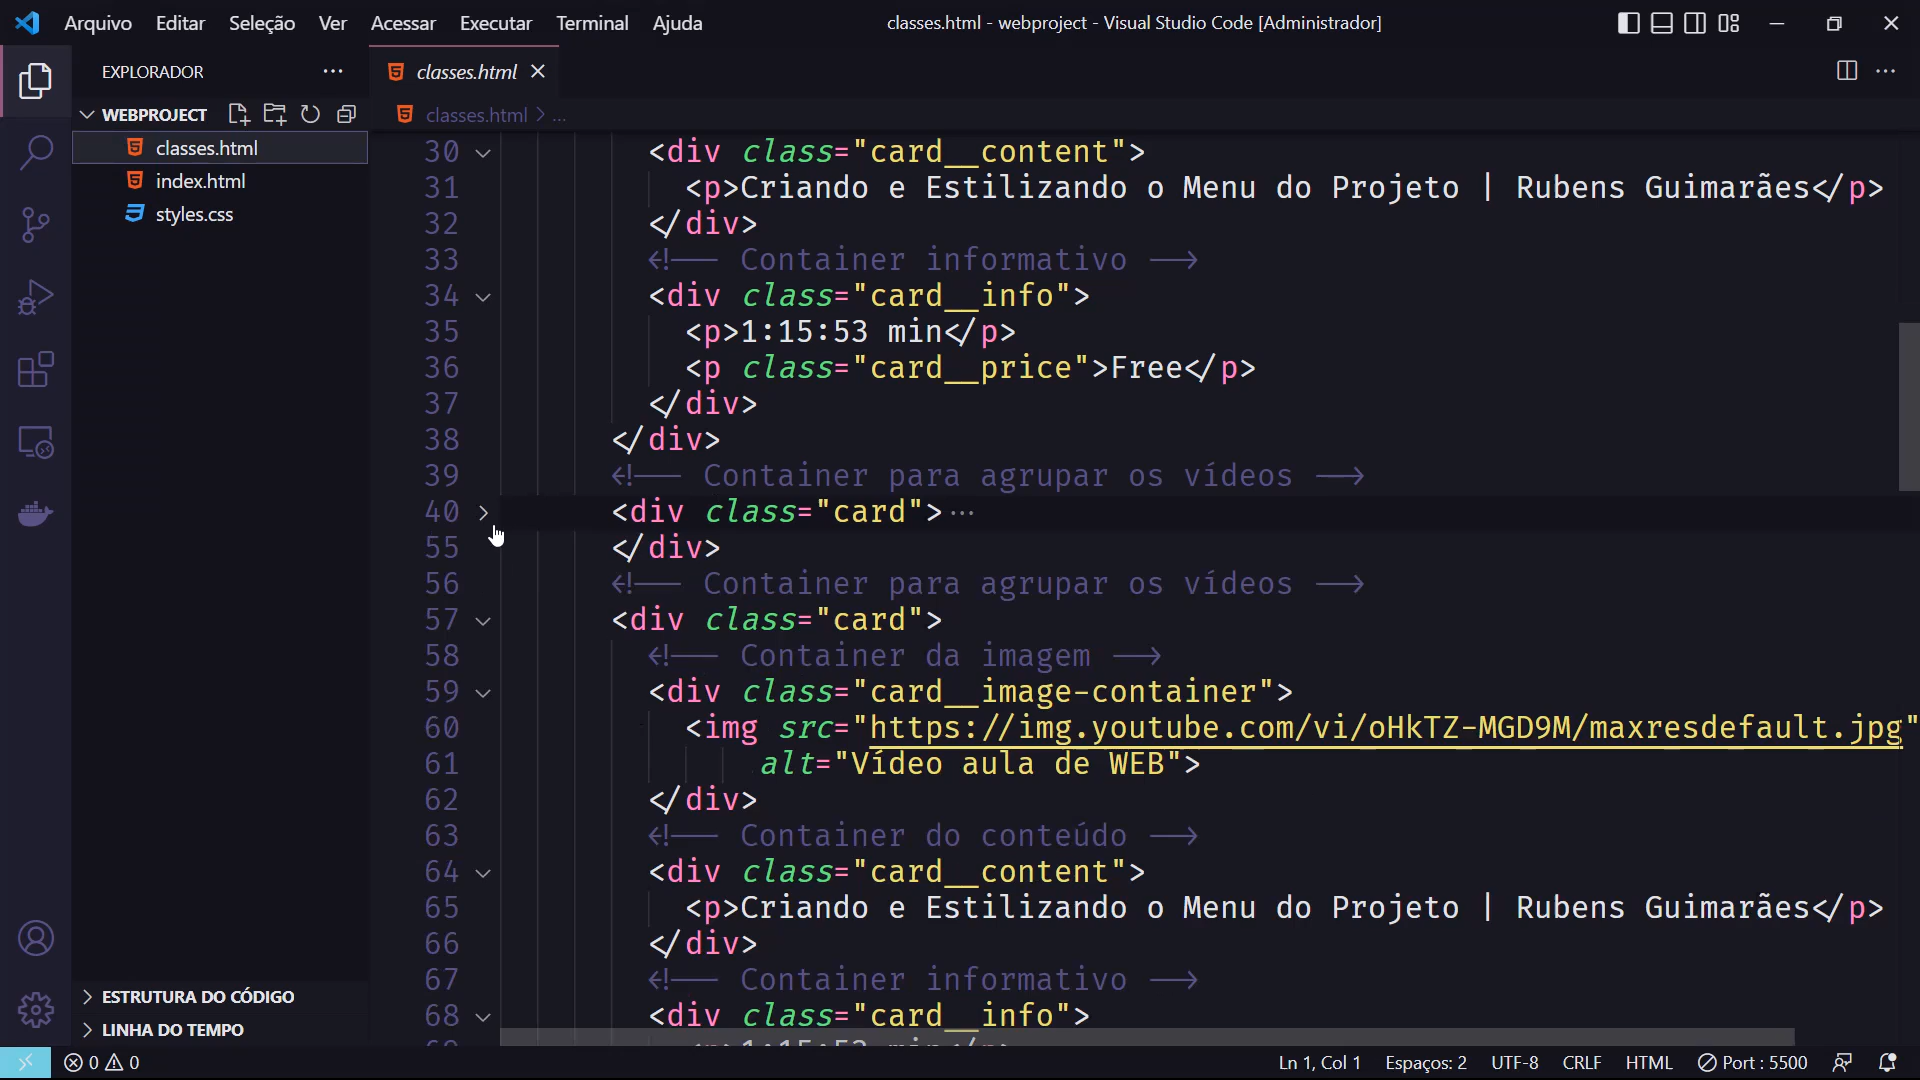 Arquivo Editar Seleção Ver Acessar Executar Terminal Ajuda
classes.html - webproject - Visual Studio Code [Administrador]
EXPLORADOR
classes.html
WEBPROJECT
classes.html > ...
classes.html
index.html
styles.css
30 <div class="card__content">
31 <p>Criando e Estilizando o Menu do Projeto | Rubens Guimarães</p>
32 </div>
33 <!-- Container informativo -->
34 <div class="card__info">
35 <p>1:15:53 min</p>
36 <p class="card__price">Free</p>
37 </div>
38 </div>
39 <!-- Container para agrupar os vídeos -->
40 <div class="card">...
55 </div>
56 <!-- Container para agrupar os vídeos -->
57 <div class="card">
58 <!-- Container da imagem -->
59 <div class="card__image-container">
60 <img src="https://img.youtube.com/vi/oHkTZ-MGD9M/maxresdefault.jpg"
61 alt="Vídeo aula de WEB">
62 </div>
63 <!-- Container do conteúdo -->
64 <div class="card__content">
65 <p>Criando e Estilizando o Menu do Projeto | Rubens Guimarães</p>
66 </div>
67 <!-- Container informativo -->
68 <div class="card__info">
ESTRUTURA DO CÓDIGO
LINHA DO TEMPO
0 0
Ln 1, Col 1 Espaços: 2 UTF-8 CRLF HTML Port : 5500